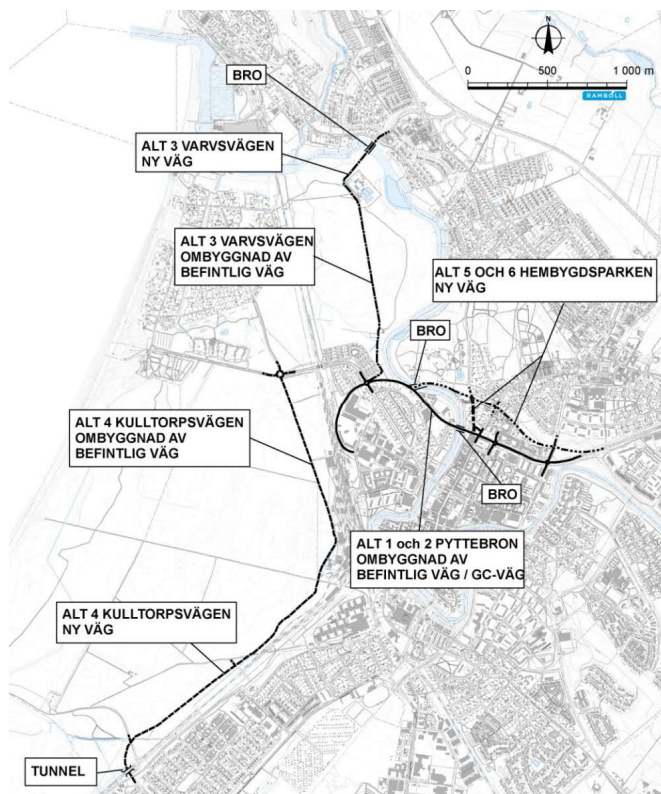 N
0 500 1 000 m
RAMBÖLL
BRO
ALT 3 VARVSVÄGEN
NY VÄG
ALT 3 VARVSVÄGEN
OMBYGGNAD AV
BEFINTLIG VÄG
ALT 5 OCH 6 HEMBYGDSPARKEN
NY VÄG
BRO
ALT 4 KULLTORPSVÄGEN
OMBYGGNAD AV
BEFINTLIG VÄG
BRO
ALT 1 och 2 PYTTEBRON
OMBYGGNAD AV
BEFINTLIG VÄG / GC-VÄG
ALT 4 KULLTORPSVÄGEN
NY VÄG
TUNNEL